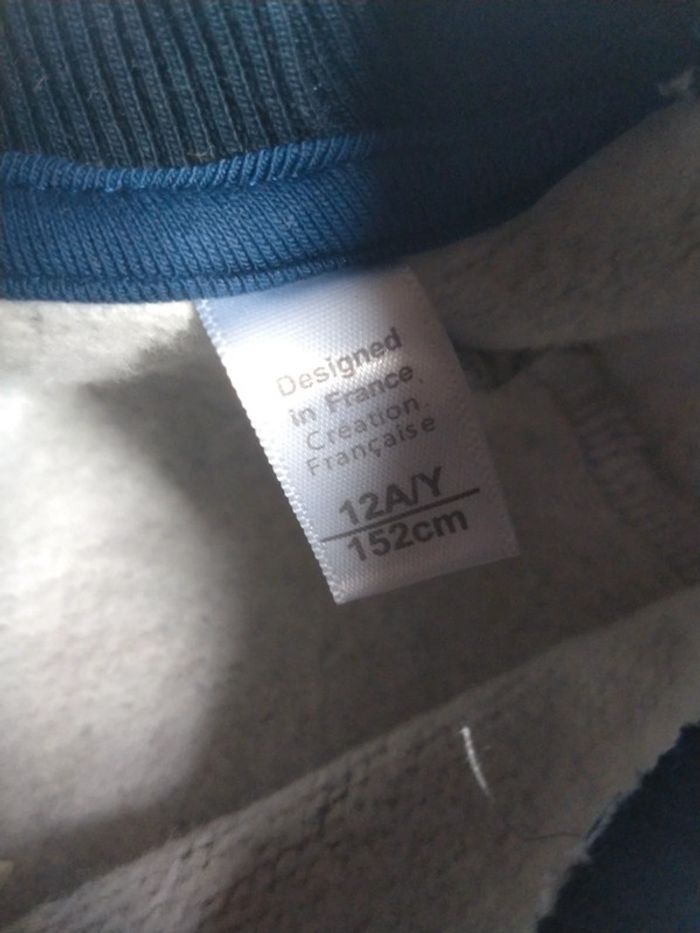 Designed
in France
Création
Française
12A/Y
152cm